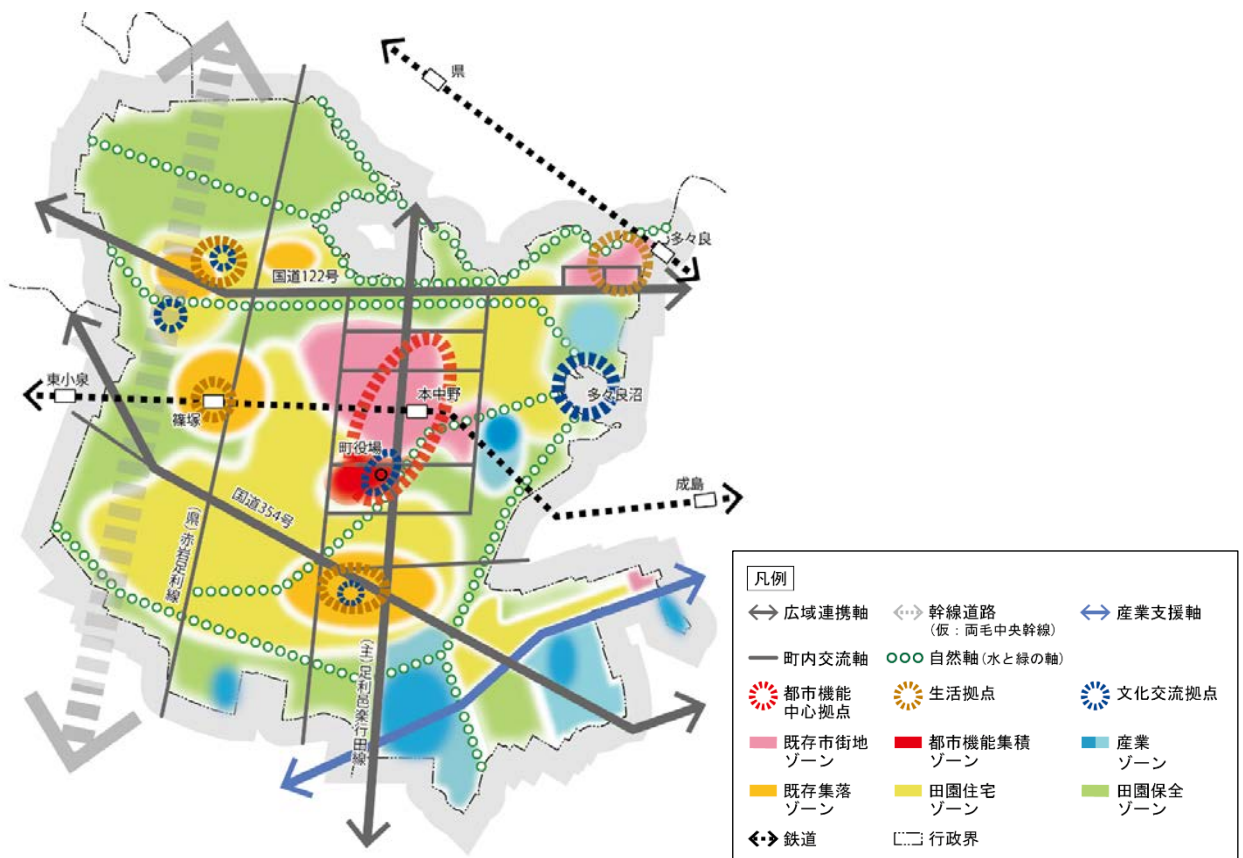 県
多々良
国道122号
東小泉
本中野
多々良沼
篠塚
町役場
成島
国道354号
(県)赤岩足利線
(主)足利邑楽行田線
凡例
広域連携軸
幹線道路
(仮:両毛中央幹線)
産業支援軸
町内交流軸
自然軸(水と緑の軸)
都市機能
中心拠点
生活拠点
文化交流拠点
既存市街地
ゾーン
都市機能集積
ゾーン
産業
ゾーン
既存集落
ゾーン
田園住宅
ゾーン
田園保全
ゾーン
鉄道
行政界